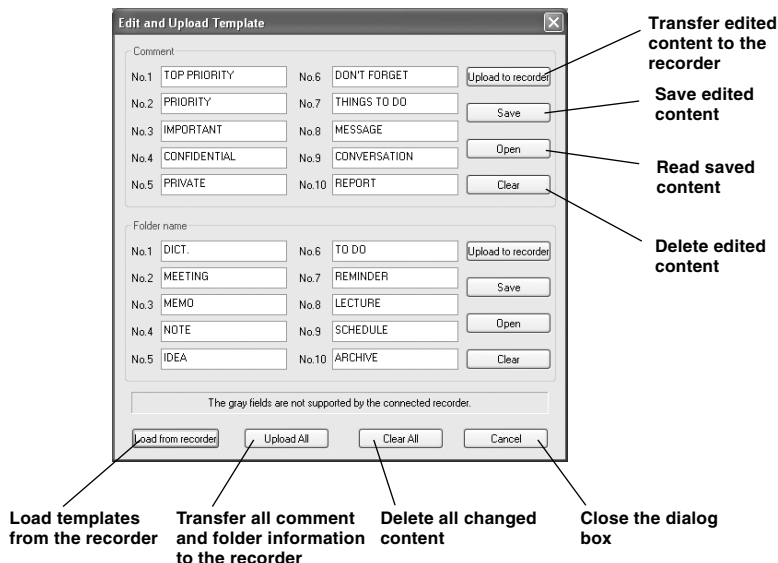 Edit and Upload Template
Transfer edited
content to the
recorder
Comment
No.1 TOP PRIORITY No.6 DON'T FORGET Upload to recorder
No.2 PRIORITY No.7 THINGS TO DO Save
Save edited
content
No.3 IMPORTANT No.8 MESSAGE
No.4 CONFIDENTIAL No.9 CONVERSATION Open
Read saved
content
No.5 PRIVATE No.10 REPORT Clear
Delete edited
content
Folder name
No.1 DICT. No.6 TO DO Upload to recorder
No.2 MEETING No.7 REMINDER Save
No.3 MEMO No.8 LECTURE
No.4 NOTE No.9 SCHEDULE Open
No.5 IDEA No.10 ARCHIVE Clear
The gray fields are not supported by the connected recorder.
Load from recorder Upload All Clear All Cancel
Load templates
from the recorder
Transfer all comment
and folder information
to the recorder
Delete all changed
content
Close the dialog
box